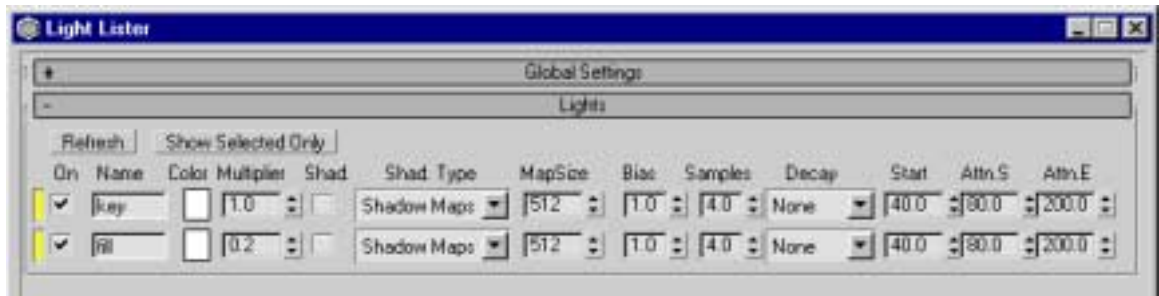 Light Lister
+ Global Settings
- Lights
Refresh Show Selected Only
On Name Color Multiplier Shad. Shad. Type MapSize Bias Samples Decay Start Attn.S Attn.E
key 1.0 Shadow Maps 512 1.0 4.0 None 40.0 80.0 200.0
fill 0.2 Shadow Maps 512 1.0 4.0 None 40.0 80.0 200.0